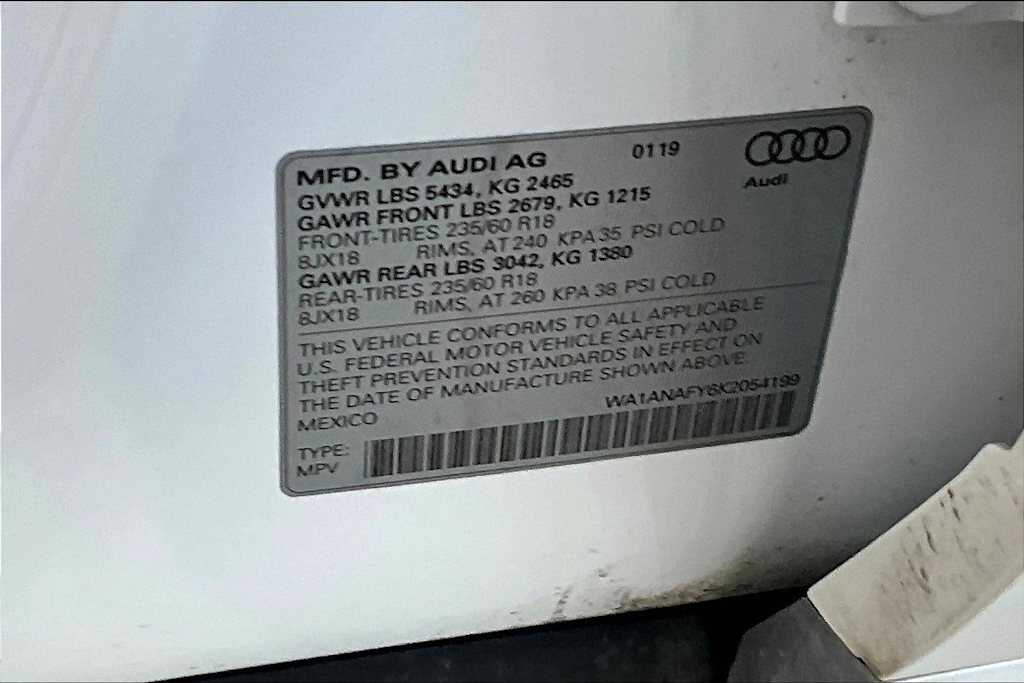 MFD. BY AUDI AG 0119
Audi
GVWR LBS 5434, KG 2465
GAWR FRONT LBS 2679, KG 1215
FRONT-TIRES 235/60 R18
8JX18 RIMS, AT 240 KPA 35 PSI COLD
GAWR REAR LBS 3042, KG 1380
REAR-TIRES 235/60 R18
8JX18 RIMS, AT 260 KPA 38 PSI COLD
THIS VEHICLE CONFORMS TO ALL APPLICABLE
U.S. FEDERAL MOTOR VEHICLE SAFETY AND
THEFT PREVENTION STANDARDS IN EFFECT ON
THE DATE OF MANUFACTURE SHOWN ABOVE.
MEXICO WA1ANAFY6K2054199
TYPE:
MPV